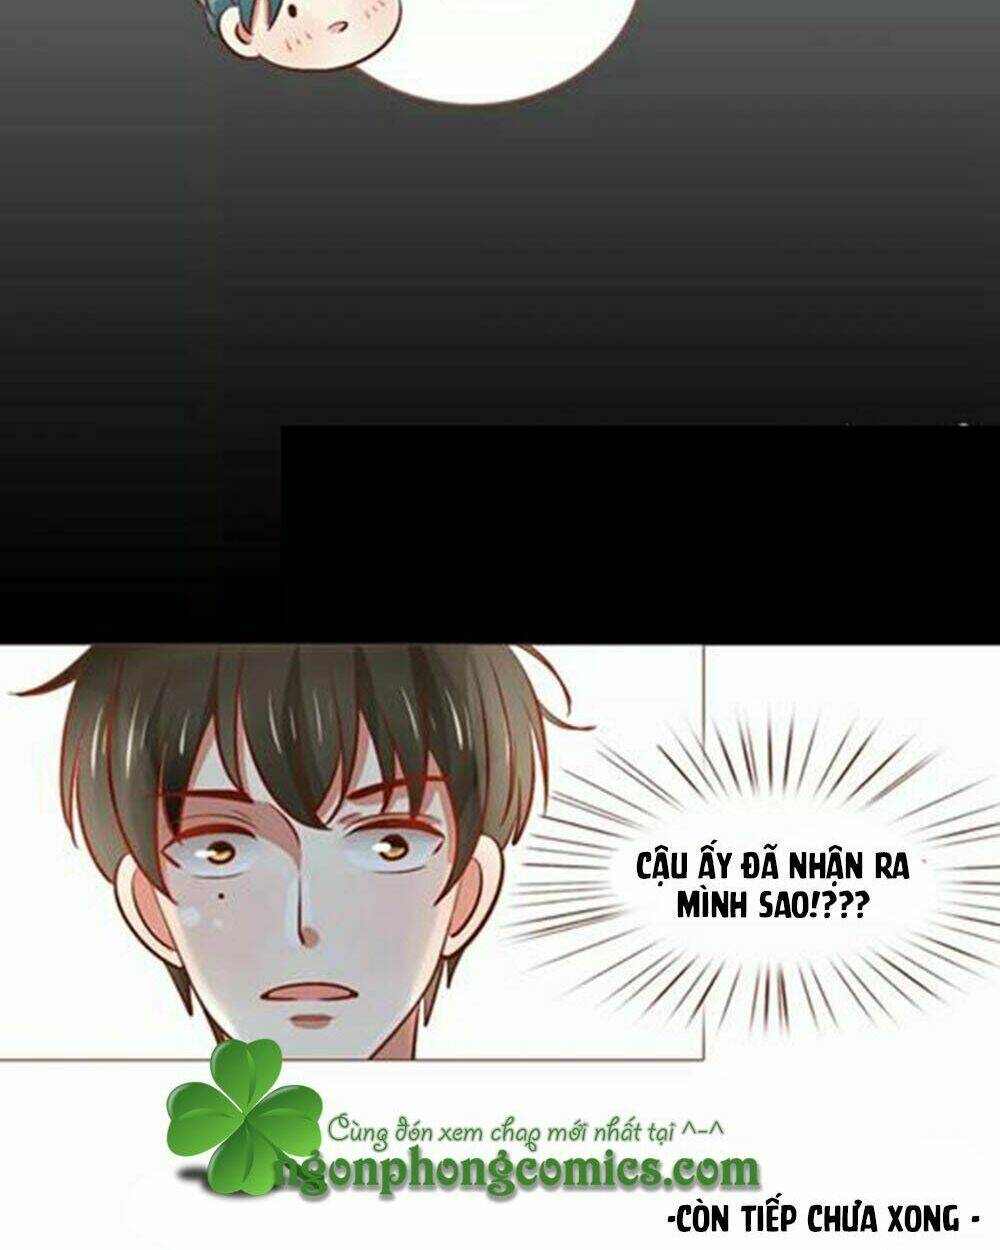 CẬU ẤY ĐÃ NHẬN RA
MÌNH SAO!???
Cùng đón xem chap mới nhất tại ^-^
ngonphongcomics.com
-CÒN TIẾP CHƯA XONG -